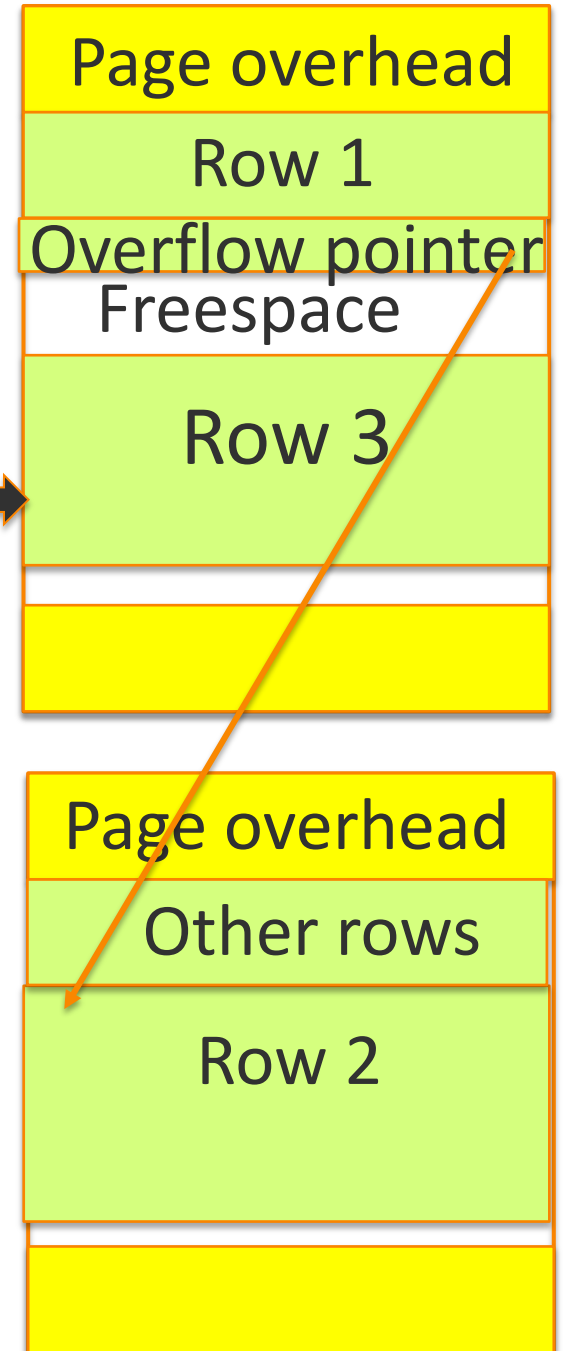 Page overhead
Row 1
Overflow pointer
Freespace
Row 3
Page overhead
Other rows
Row 2